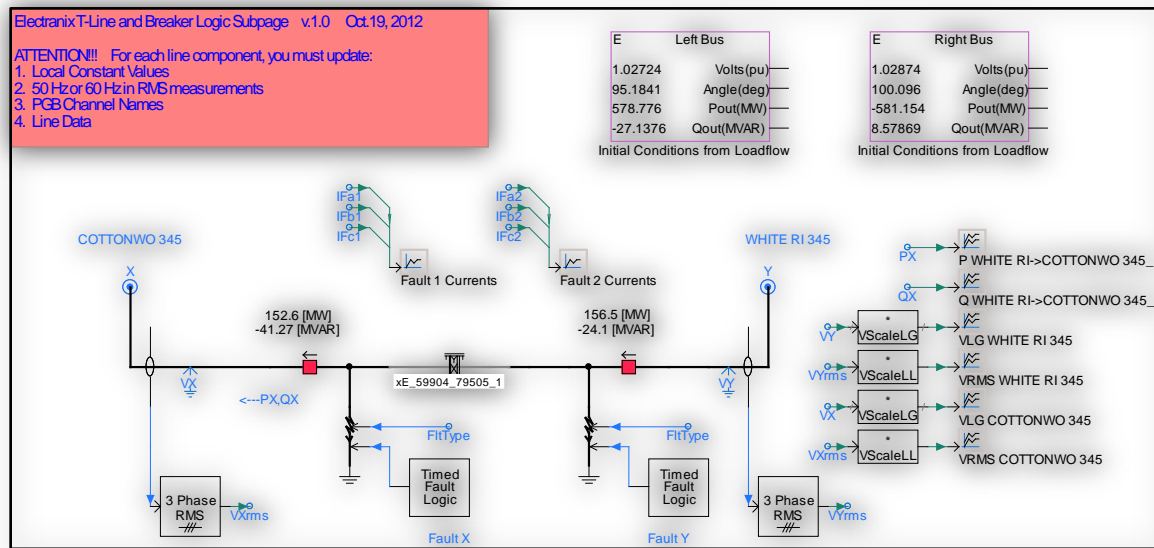 Electranix T-Line and Breaker Logic Subpage v.1.0 Oct.19, 2012
ATTENTION!!! For each line component, you must update:
1. Local Constant Values
2. 50 Hz or 60 Hz in RMS measurements
3. PGB Channel Names
4. Line Data
E Left Bus
1.02724 Volts(pu)
95.1841 Angle(deg)
578.776 Pout(MW)
-27.1376 Qout(MVAR)
Initial Conditions from Loadflow
E Right Bus
1.02874 Volts(pu)
100.096 Angle(deg)
-581.154 Pout(MW)
8.57869 Qout(MVAR)
Initial Conditions from Loadflow
IFa1
IFb1
IFc1
Fault 1 Currents
IFa2
IFb2
IFc2
Fault 2 Currents
COTTONWO 345
X
WHITE RI 345
Y
152.6 [MW]
-41.27 [MVAR]
156.5 [MW]
-24.1 [MVAR]
VX
<---PX,QX
xE_59904_79505_1
VY
FltType
Timed
Fault
Logic
Fault X
FltType
Timed
Fault
Logic
Fault Y
3 Phase
RMS
VXrms
3 Phase
RMS
VYrms
PX
P WHITE RI->COTTONWO 345_
QX
Q WHITE RI->COTTONWO 345_
VY
*
VScaleLG
VLG WHITE RI 345
VYrms
*
VScaleLL
VRMS WHITE RI 345
VX
*
VScaleLG
VLG COTTONWO 345
VXrms
*
VScaleLL
VRMS COTTONWO 345